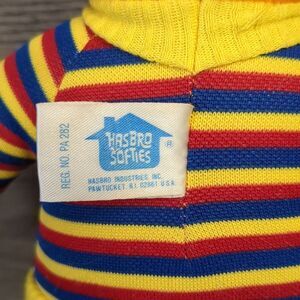 REG. NO. PA 282
HASBRO
SOFTIES
®
HASBRO INDUSTRIES, INC.
PAWTUCKET, R.I. 02861 U.S.A.